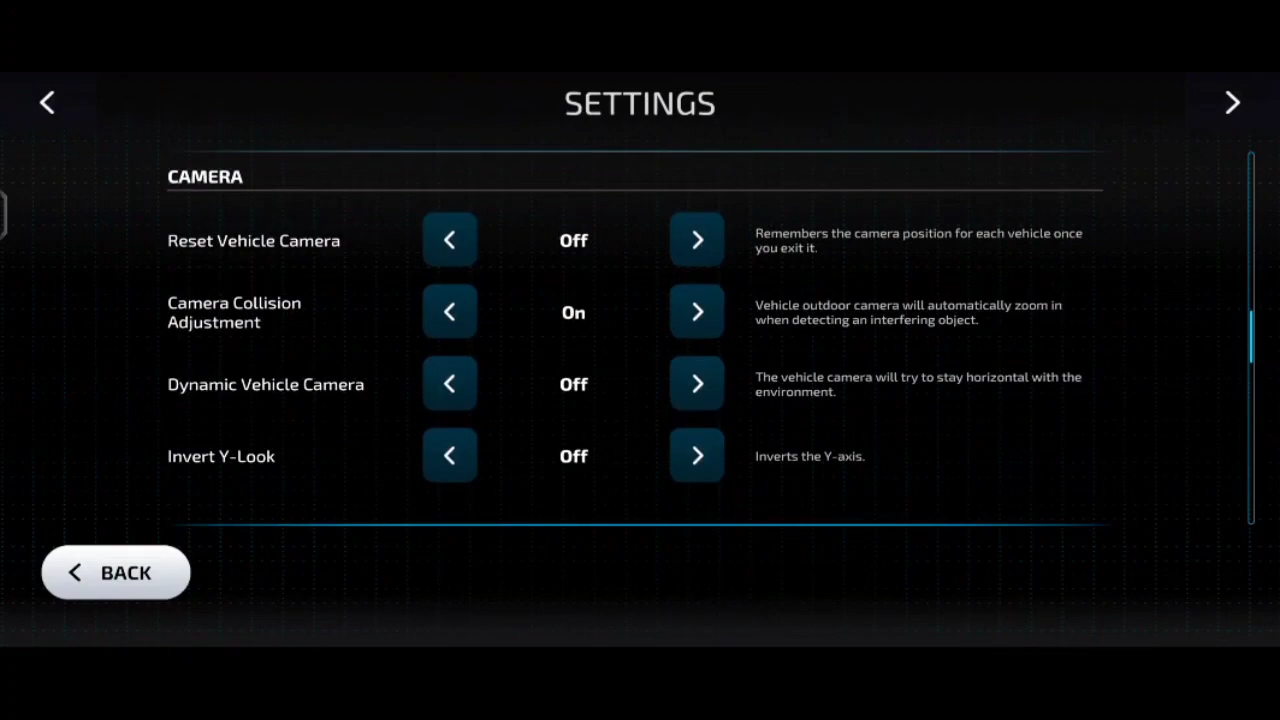 SETTINGS
CAMERA
Reset Vehicle Camera
Off
Remembers the camera position for each vehicle once
you exit it.
Camera Collision
Adjustment
On
Vehicle outdoor camera will automatically zoom in
when detecting an interfering object.
Dynamic Vehicle Camera
Off
The vehicle camera will try to stay horizontal with the
environment.
Invert Y-Look
Off
Inverts the Y-axis.
BACK